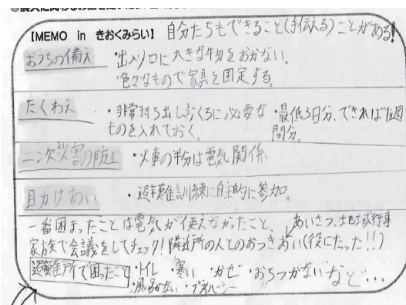 【MEMO in きおくみらい】 自分たちもできること(手伝える)ことがある!
おうちの備え ・出入り口に大きな物をおかない。
・色々なもので家具を固定する。
たくわえ ・非常持ち出しぶくろに必要な ・最低3日分、できれば1週
ものを入れておく。 間分。
二次災害の防止 ・火事の半分は電気関係
助けあい ・避難訓練に自主的に参加。
一番困ったことは電気が使えなかったこと。 あいさつ、地域行事
家族で会議をしてチェック! 隣近所の人とのおつきあい(役にたった!!)
避難所で困ったこと ・トイレ ・寒い ・カゼ ・おちつかないなど…
・風呂がない ・プライバシー